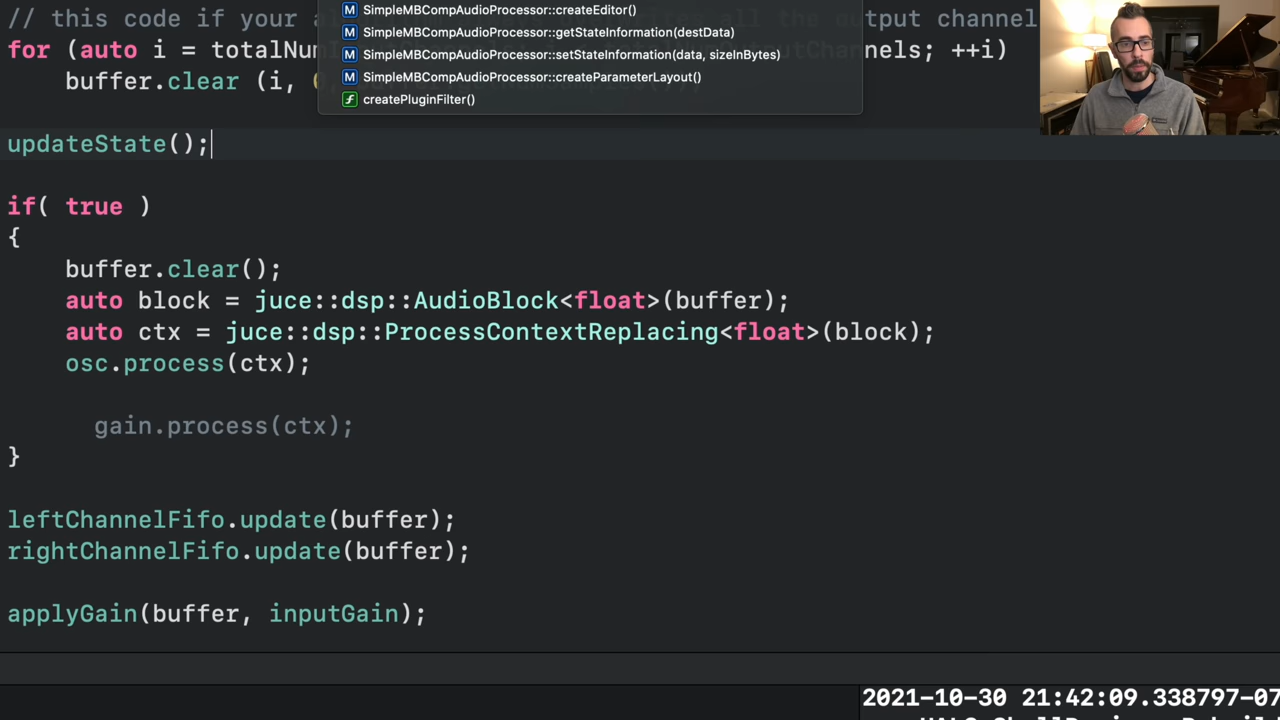 SimpleMBCompAudioProcessor::createEditor()
SimpleMBCompAudioProcessor::getStateInformation(destData)
SimpleMBCompAudioProcessor::setStateInformation(data, sizeInBytes)
SimpleMBCompAudioProcessor::createParameterLayout()
createPluginFilter()
// this code if your a output channel
for (auto i = totalNum Channels; ++i)
buffer.clear (i,
updateState();
if( true )
{
buffer.clear();
auto block = juce::dsp::AudioBlock<float>(buffer);
auto ctx = juce::dsp::ProcessContextReplacing<float>(block);
osc.process(ctx);
gain.process(ctx);
}
leftChannelFifo.update(buffer);
rightChannelFifo.update(buffer);
applyGain(buffer, inputGain);
2021-10-30 21:42:09.338797-07